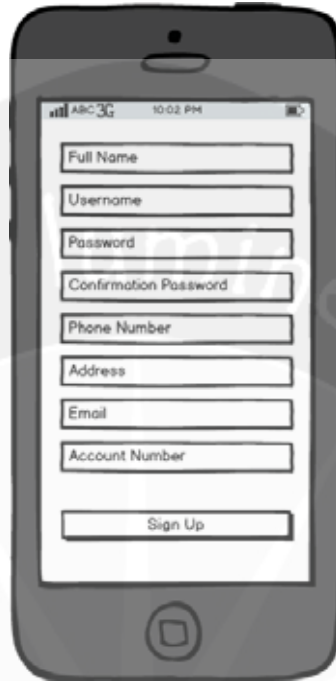 ABC 3G 10:02 PM
Full Name
Username
Password
Confirmation Password
Phone Number
Address
Email
Account Number
Sign Up